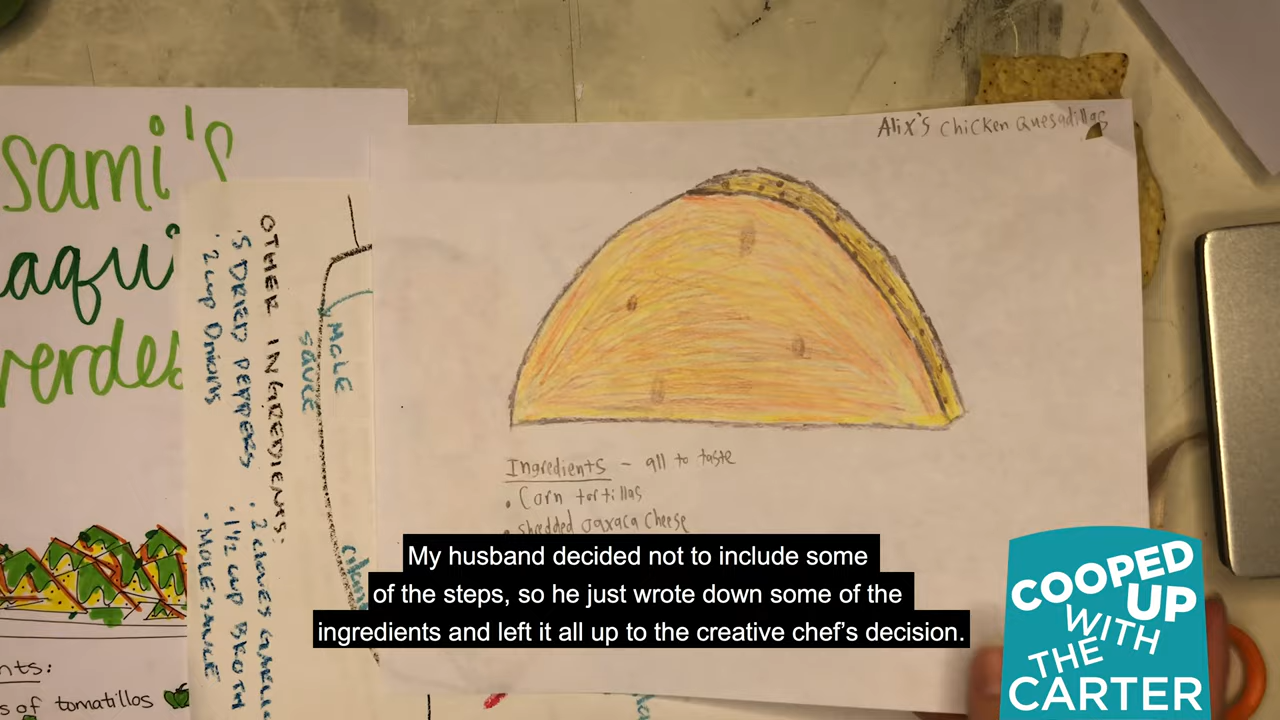 sami's
aqui
verdes
OTHER INGREDIENTS:
· 5 DRIED PEPPERS
· 2 cup Onions
· 2 cloves GARLIC
· 1 1/2 cup BROTH
· MOLE SAUCE
MOLE
SAUCE
nts:
s of tomatillos
Alix's Chicken Quesadillas
Ingredients - all to taste
• Corn tortillas
• shredded Oaxaca Cheese
My husband decided not to include some
of the steps, so he just wrote down some of the
ingredients and left it all up to the creative chef's decision.
COOPED
UP
WITH
THE
CARTER